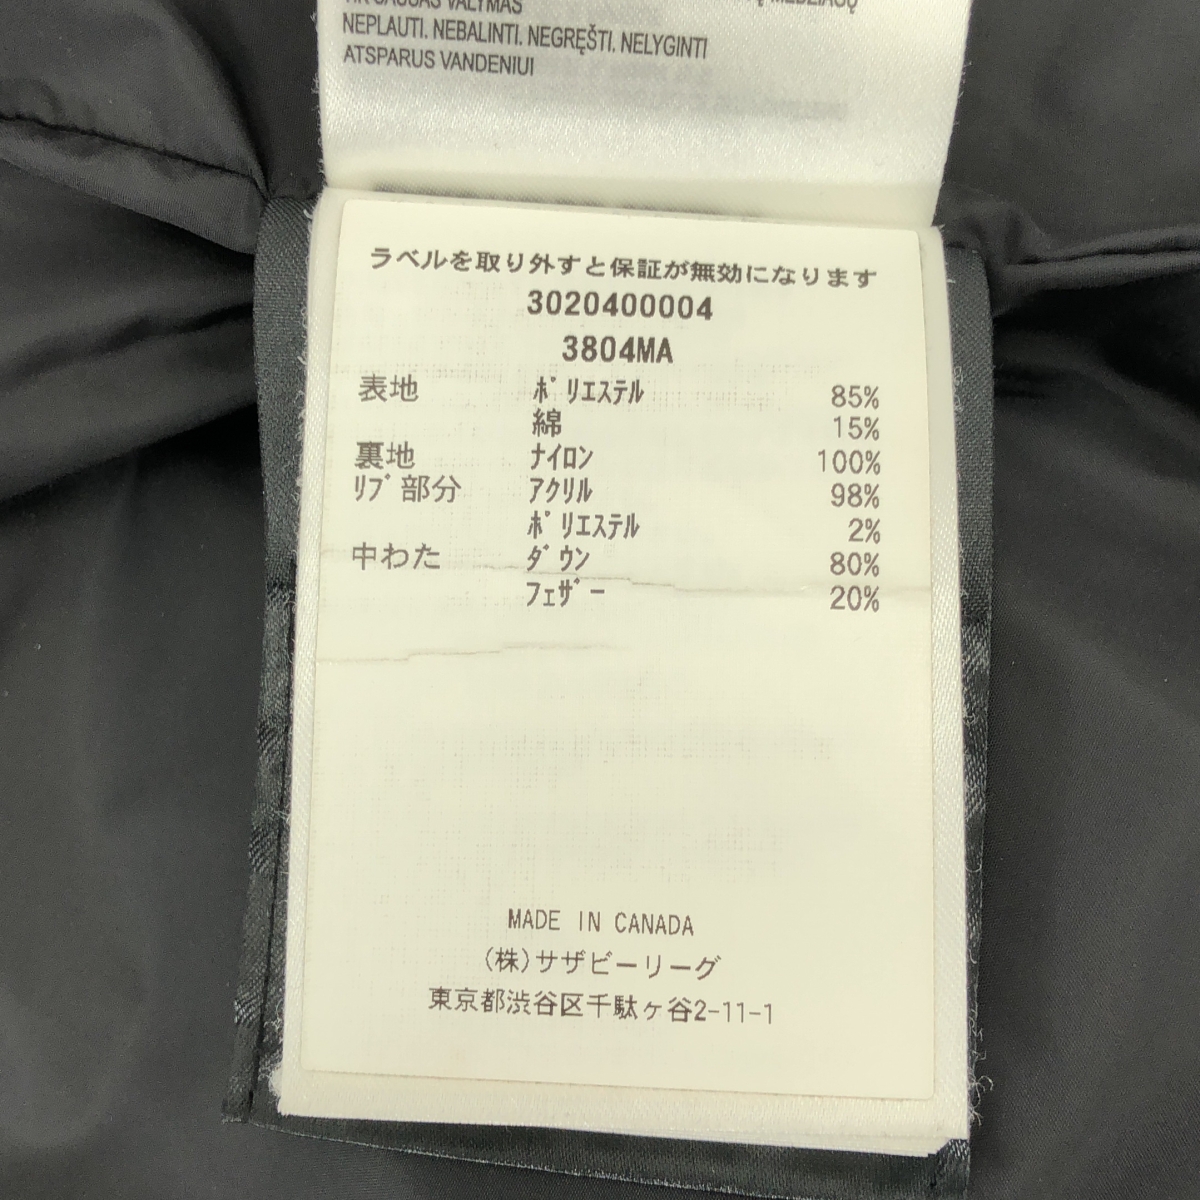 VALYMAS
NEPLAUTI. NEBALINTI. NEGRĘŠTI. NELYGINTI
ATSPARUS VANDENIUI
ラベルを取り外すと保証が無効になります
3020400004
3804MA
表地 ポリエステル 85%
綿 15%
裏地 ナイロン 100%
リブ部分 アクリル 98%
ポリエステル 2%
中わた ダウン 80%
フェザー 20%
MADE IN CANADA
(株)サザビーリーグ
東京都渋谷区千駄ヶ谷2-11-1